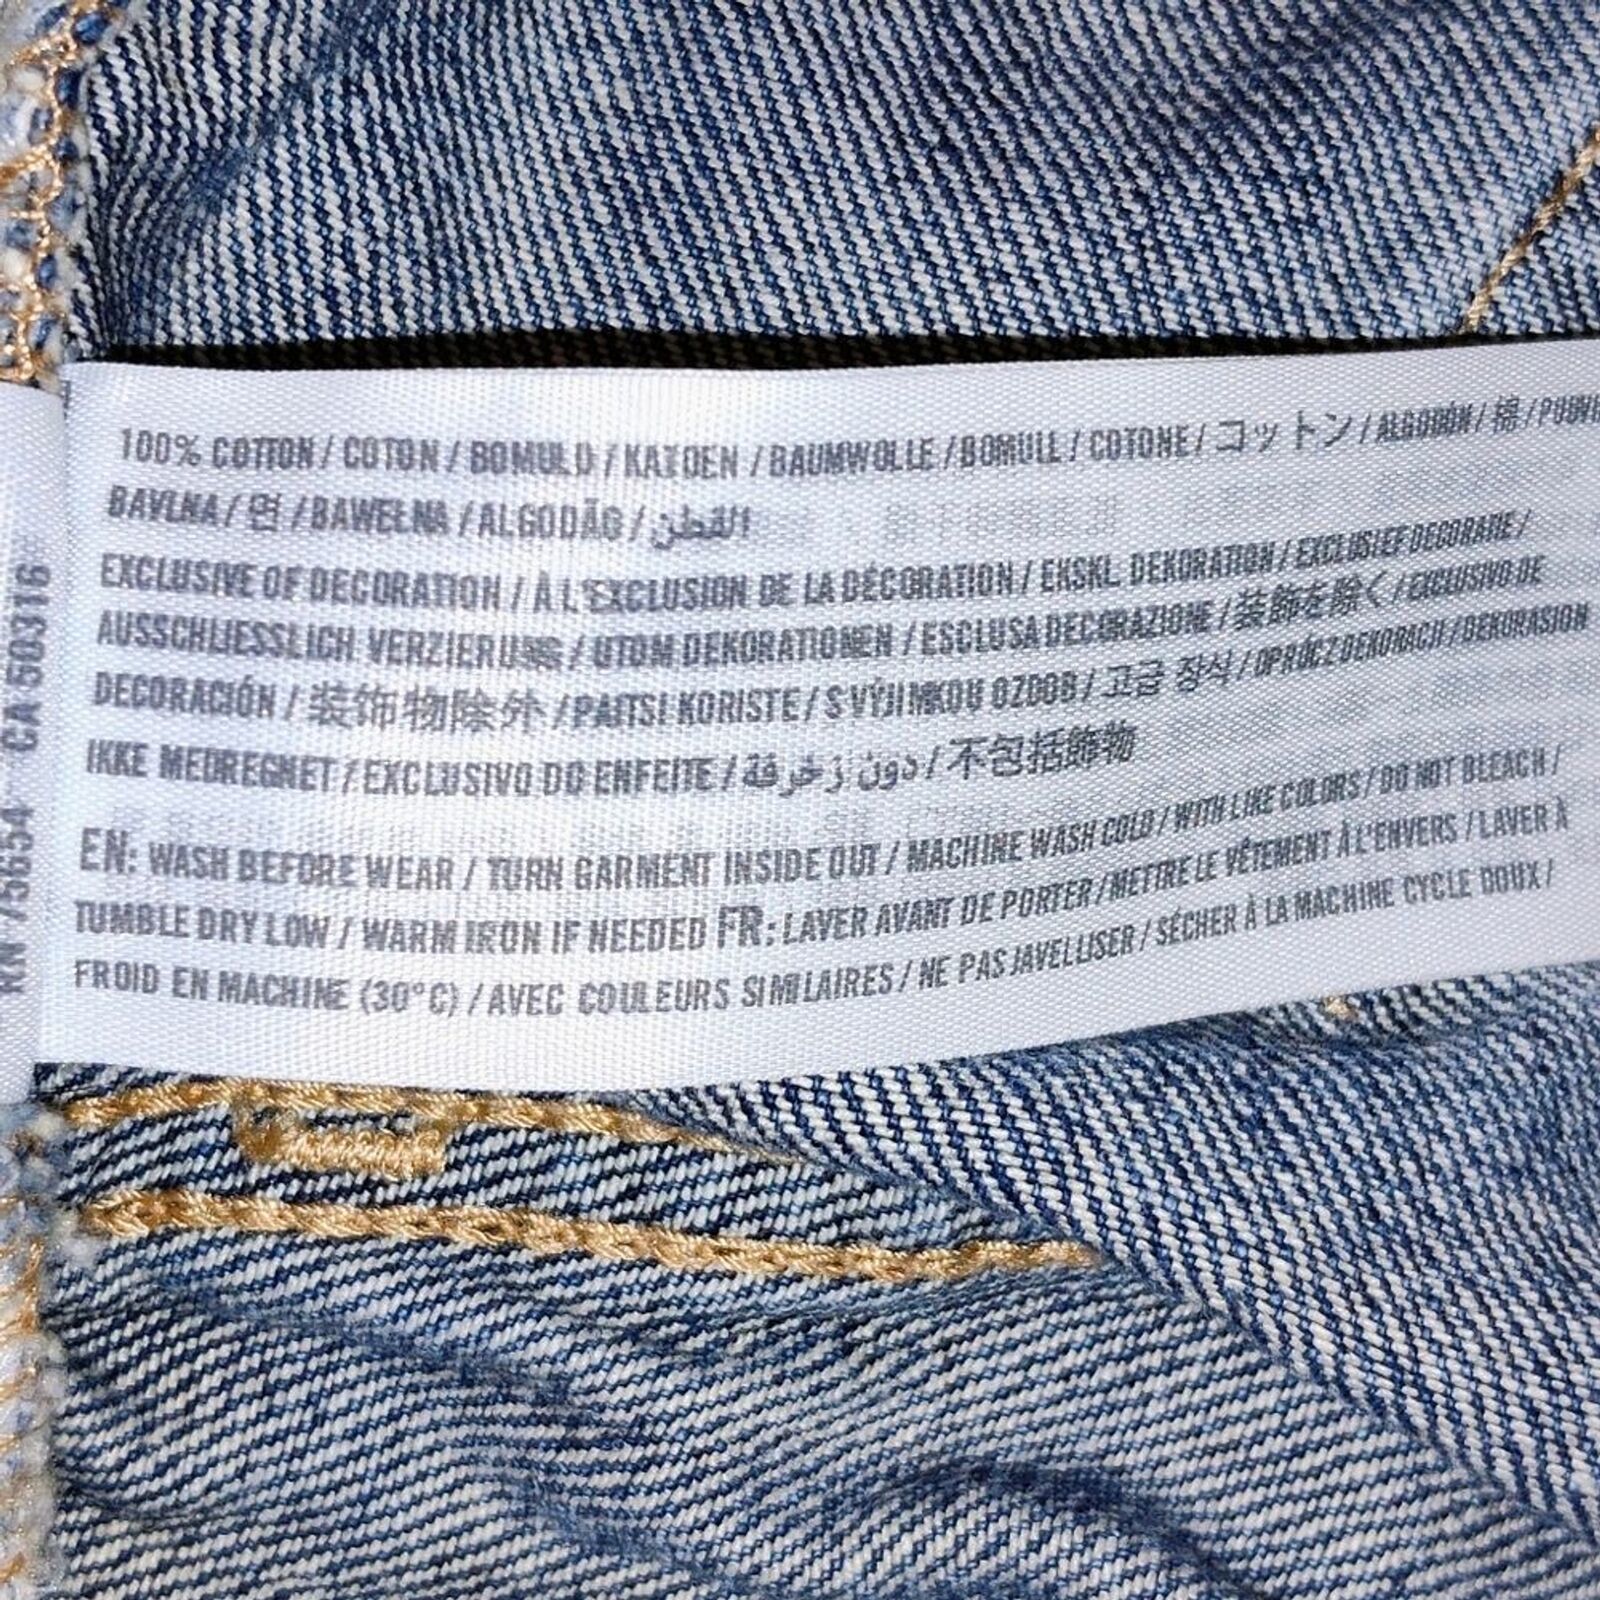 100% COTTON / COTON / BOMULD / KATOEN / BAUMWOLLE / BOMULL / COTONE / コットン / ALGODÓN / 棉 /
BAVLNA / 면 / BAWEŁNA / ALGODÃO / القطن
EXCLUSIVE OF DECORATION / À L'EXCLUSION DE LA DÉCORATION / EKSKL. DEKORATION / EXCLUSIEF DECORATIE /
AUSSCHLIESSLICH VERZIERUNG / UTOM DEKORATIONEN / ESCLUSA DECORAZIONE / 装飾を除く / EXCLUSIVO DE
DECORACIÓN / 装饰物除外 / PAITSI KORISTE / S VÝJIMKOU OZDOB / 고급 장식 / OPRÓCZ DEKORACJI / DEKORASJON
IKKE MEDREGNET / EXCLUSIVO DO ENFEITE / دون زخرفة / 不包括飾物
EN: WASH BEFORE WEAR / TURN GARMENT INSIDE OUT / MACHINE WASH COLD / WITH LIKE COLORS / DO NOT BLEACH /
TUMBLE DRY LOW / WARM IRON IF NEEDED FR: LAVER AVANT DE PORTER / METTRE LE VÊTEMENT À L'ENVERS / LAVER À
FROID EN MACHINE (30°C) / AVEC COULEURS SIMILAIRES / NE PAS JAVELLISER / SÉCHER À LA MACHINE CYCLE DOUX /
RN 75654 CA 50316